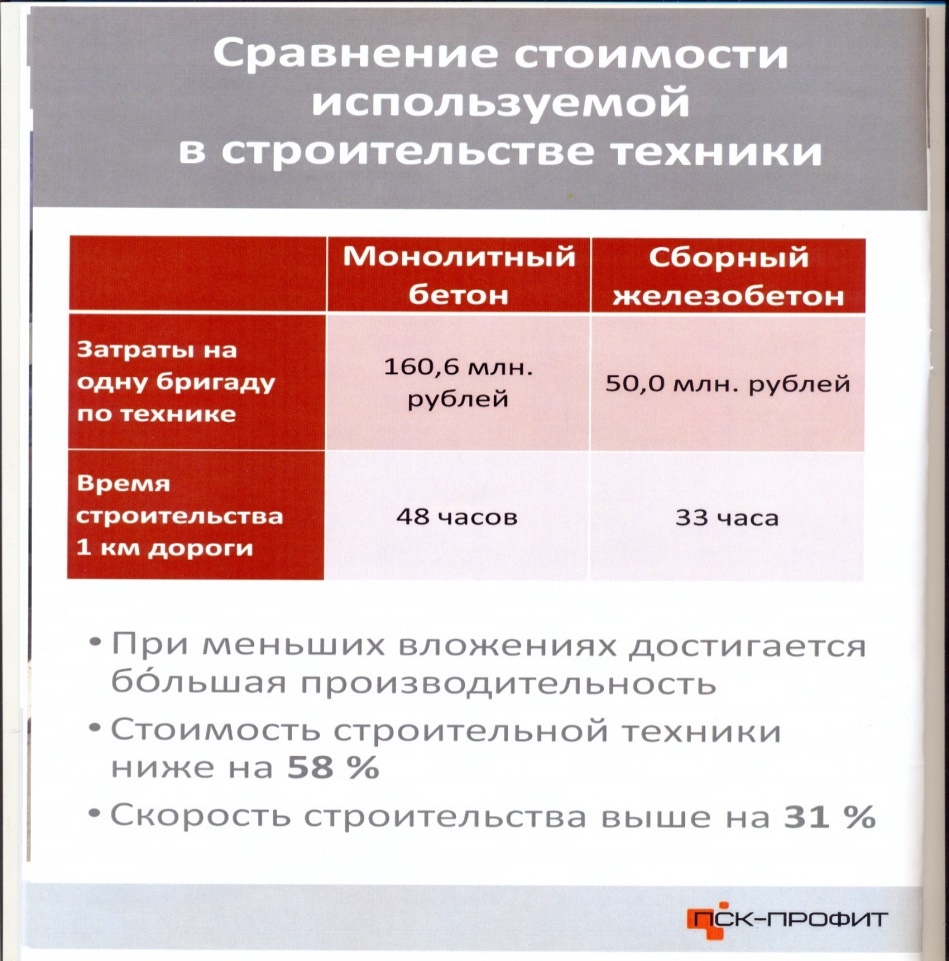 Сравнение стоимости
используемой
в строительстве техники
Монолитный
бетон
Сборный
железобетон
Затраты на
одну бригаду
по технике
160,6 млн.
рублей
50,0 млн. рублей
Время
строительства
1 км дороги
48 часов
33 часа
• При меньших вложениях достигается
бо́льшая производительность
• Стоимость строительной техники
ниже на 58 %
• Скорость строительства выше на 31 %
ПСК-ПРОФИТ